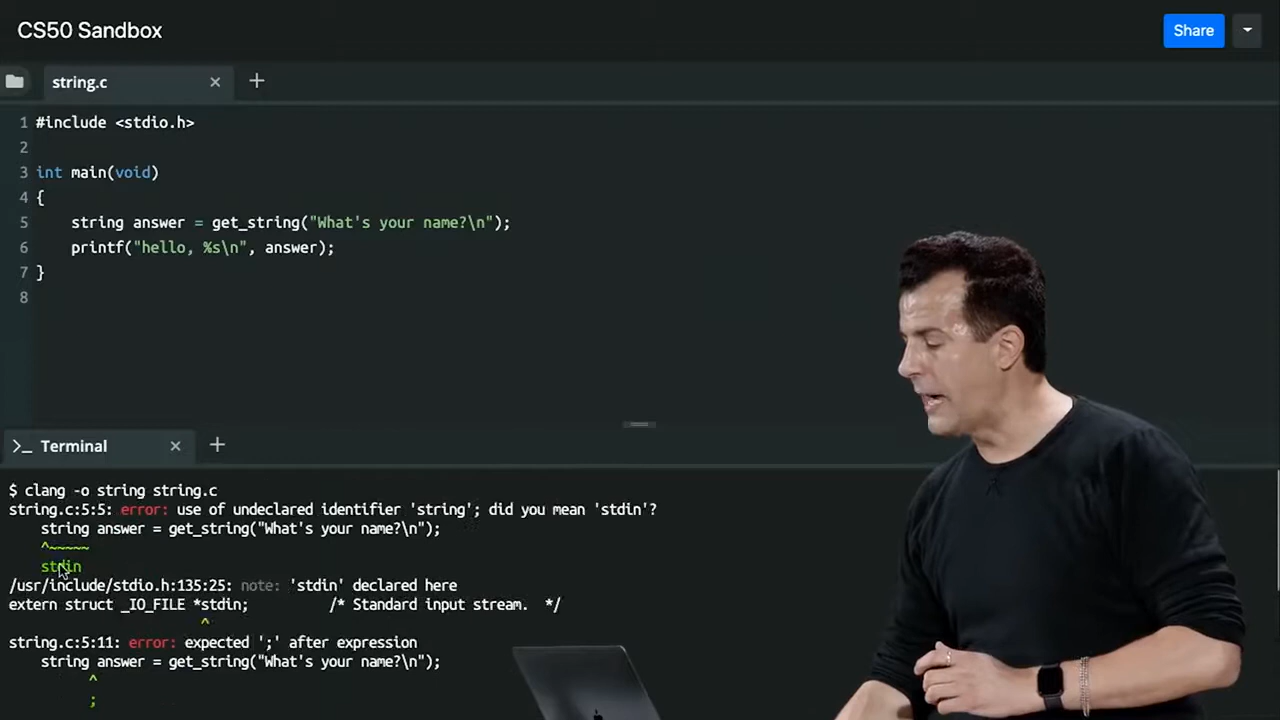 CS50 Sandbox
Share
string.c
1 #include <stdio.h>
2
3 int main(void)
4 {
5     string answer = get_string("What's your name?\n");
6     printf("hello, %s\n", answer);
7 }
8
>_ Terminal
$ clang -o string string.c
string.c:5:5: error: use of undeclared identifier 'string'; did you mean 'stdin'?
    string answer = get_string("What's your name?\n");
    ^~~~~~
    stdin
/usr/include/stdio.h:135:25: note: 'stdin' declared here
extern struct _IO_FILE *stdin;          /* Standard input stream.  */
                        ^
string.c:5:11: error: expected ';' after expression
    string answer = get_string("What's your name?\n");
          ^
          ;